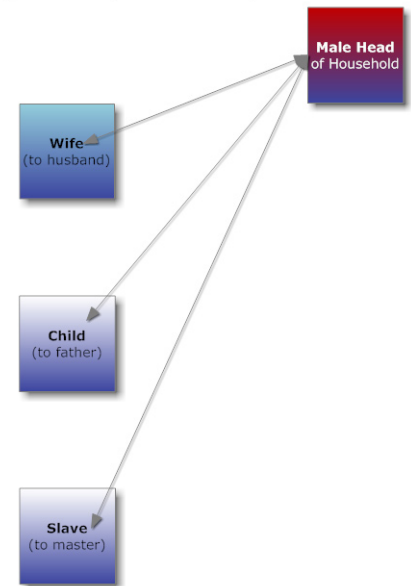 Male Head
of Household
Wife
(to husband)
Child
(to father)
Slave
(to master)